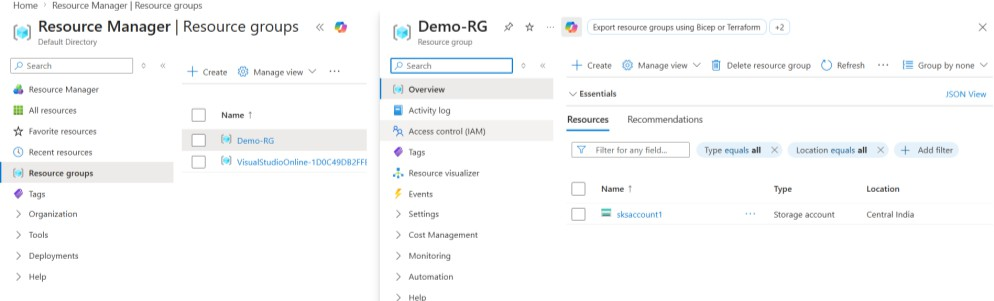 Home > Resource Manager | Resource groups
Resource Manager | Resource groups
Default Directory
Search
Resource Manager
All resources
Favorite resources
Recent resources
Resource groups
Tags
Organization
Tools
Deployments
Help
+ Create Manage view ...
Name ↑
Demo-RG
VisualStudioOnline-1D0C49DB2FFE
Demo-RG
Resource group
Search
Overview
Activity log
Access control (IAM)
Tags
Resource visualizer
Events
Settings
Cost Management
Monitoring
Automation
Help
Export resource groups using Bicep or Terraform +2
+ Create Manage view Delete resource group Refresh ... Group by none
Essentials JSON View
Resources Recommendations
Filter for any field... Type equals all Location equals all Add filter
Name ↑ Type Location
sksaccount1 ... Storage account Central India